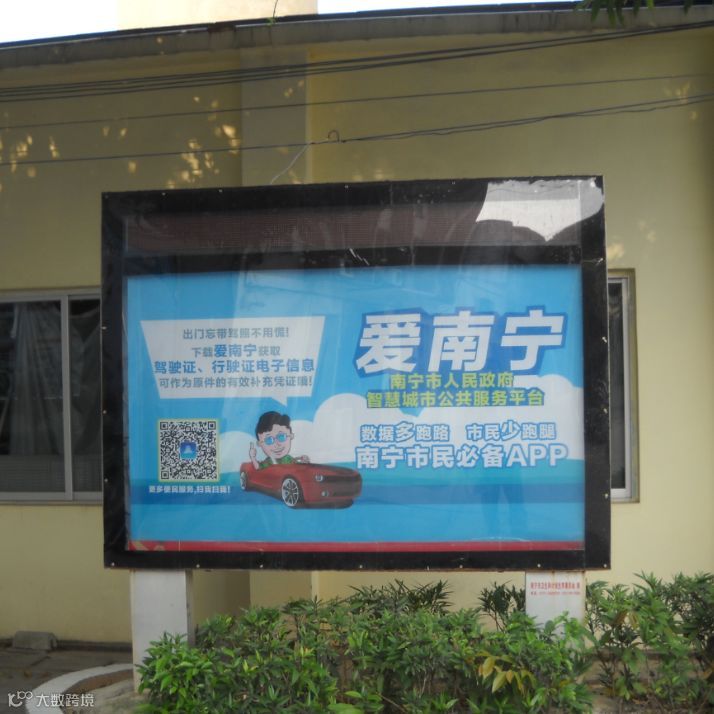 出门忘带驾照不用慌!
下载爱南宁获取
驾驶证、行驶证电子信息
可作为原件的有效补充凭证噢!
更多便民服务,扫我扫我!
爱南宁
南宁市人民政府
智慧城市公共服务平台
数据多跑路 市民少跑腿
南宁市民必备APP
大数跨境